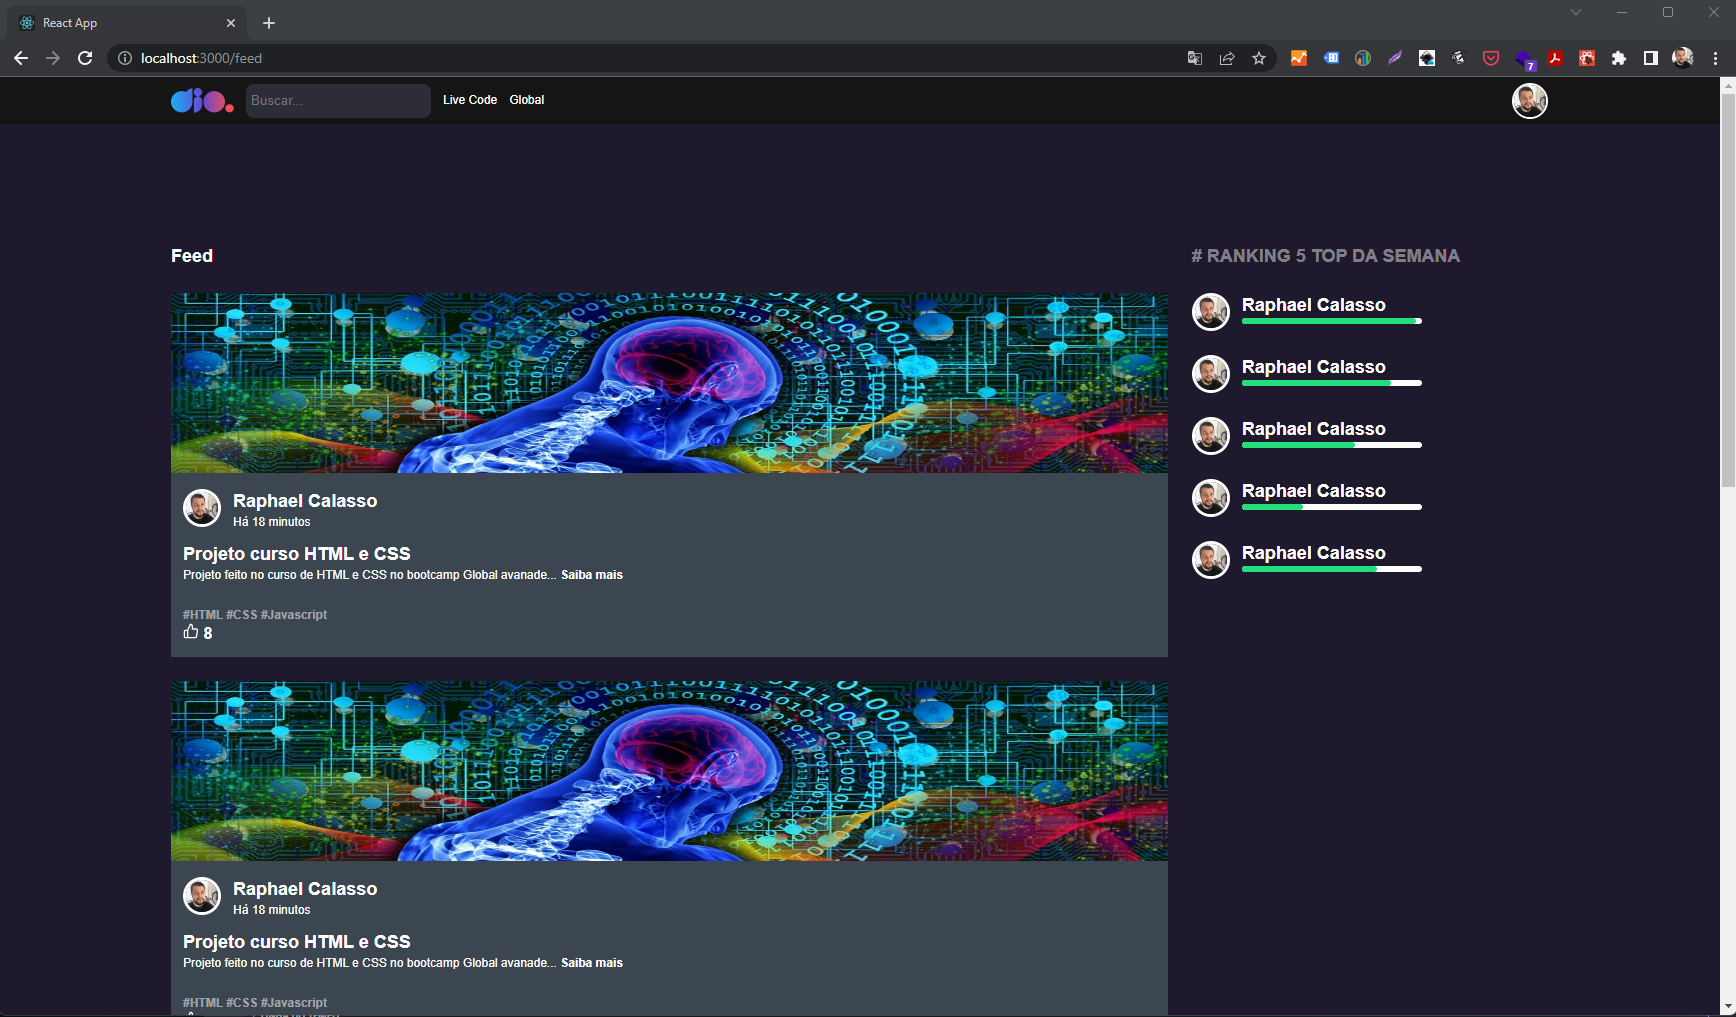 React App
localhost:3000/feed
7
dio.
Buscar...
Live Code
Global
Feed
# RANKING 5 TOP DA SEMANA
Raphael Calasso
Raphael Calasso
Raphael Calasso
Raphael Calasso
Raphael Calasso
Raphael Calasso
Há 18 minutos
Projeto curso HTML e CSS
Projeto feito no curso de HTML e CSS no bootcamp Global avanade... Saiba mais
#HTML #CSS #Javascript
8
Raphael Calasso
Há 18 minutos
Projeto curso HTML e CSS
Projeto feito no curso de HTML e CSS no bootcamp Global avanade... Saiba mais
#HTML #CSS #Javascript